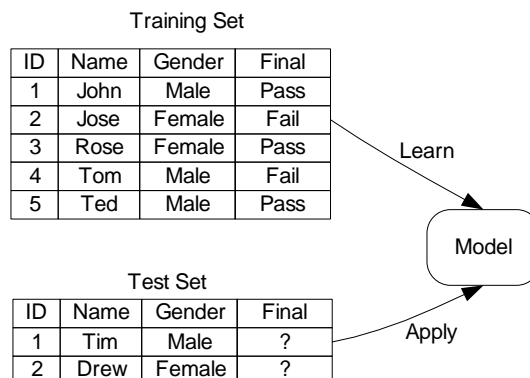 Training Set
ID Name Gender Final
1 John Male Pass
2 Jose Female Fail
3 Rose Female Pass
4 Tom Male Fail
5 Ted Male Pass
Learn
Model
Test Set
ID Name Gender Final
1 Tim Male ?
2 Drew Female ?
Apply